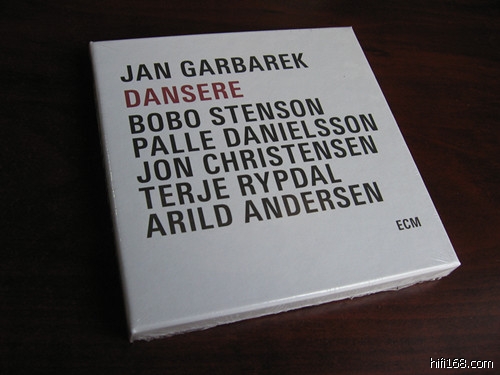 JAN GARBAREK
DANSERE
BOBO STENSON
PALLE DANIELSSON
JON CHRISTENSEN
TERJE RYPDAL
ARILD ANDERSEN
ECM
hifi168.com